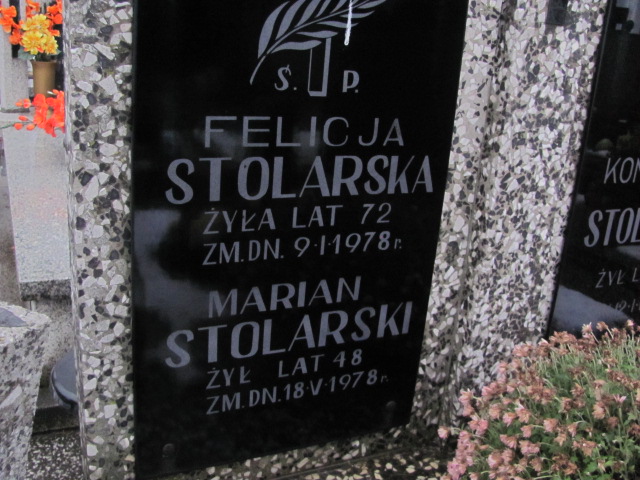 Ś. P.
FELICJA
STOLARSKA
ŻYŁA LAT 72
ZM. DN. 9·I·1978 r.
MARIAN
STOLARSKI
ŻYŁ LAT 48
ZM. DN. 18·V·1978 r.